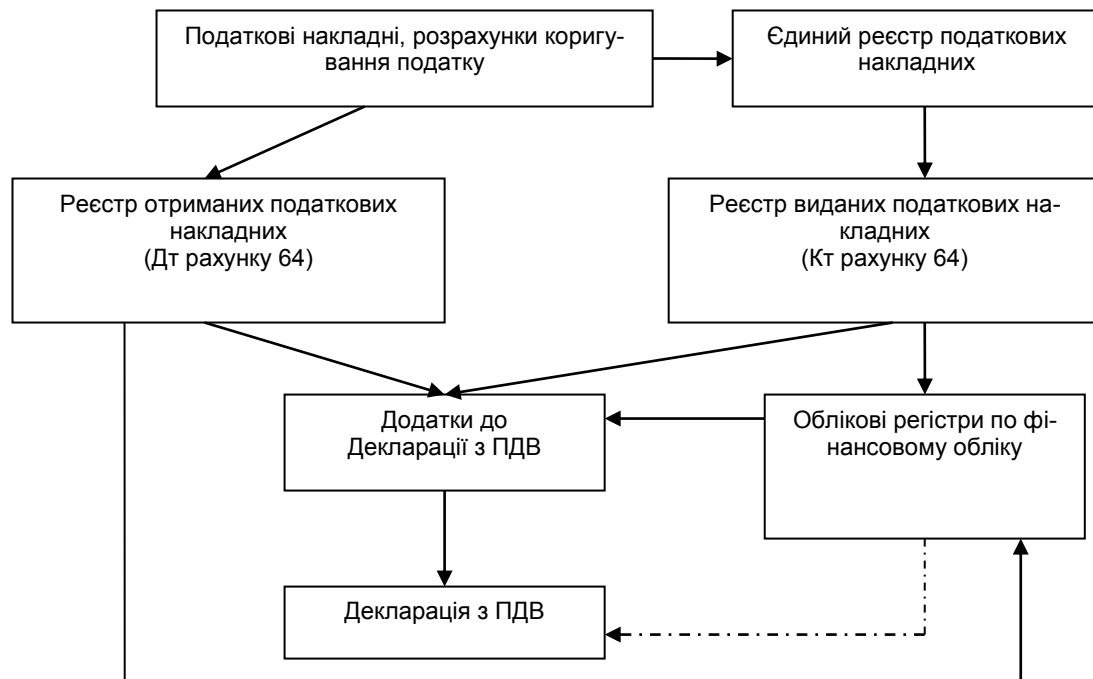 Податкові накладні, розрахунки коригу-
вання податку
Єдиний реєстр податкових
накладних
Реєстр отриманих податкових
накладних
(Дт рахунку 64)
Реєстр виданих податкових на-
кладних
(Кт рахунку 64)
Додатки до
Декларації з ПДВ
Облікові регістри по фі-
нансовому обліку
Декларація з ПДВ